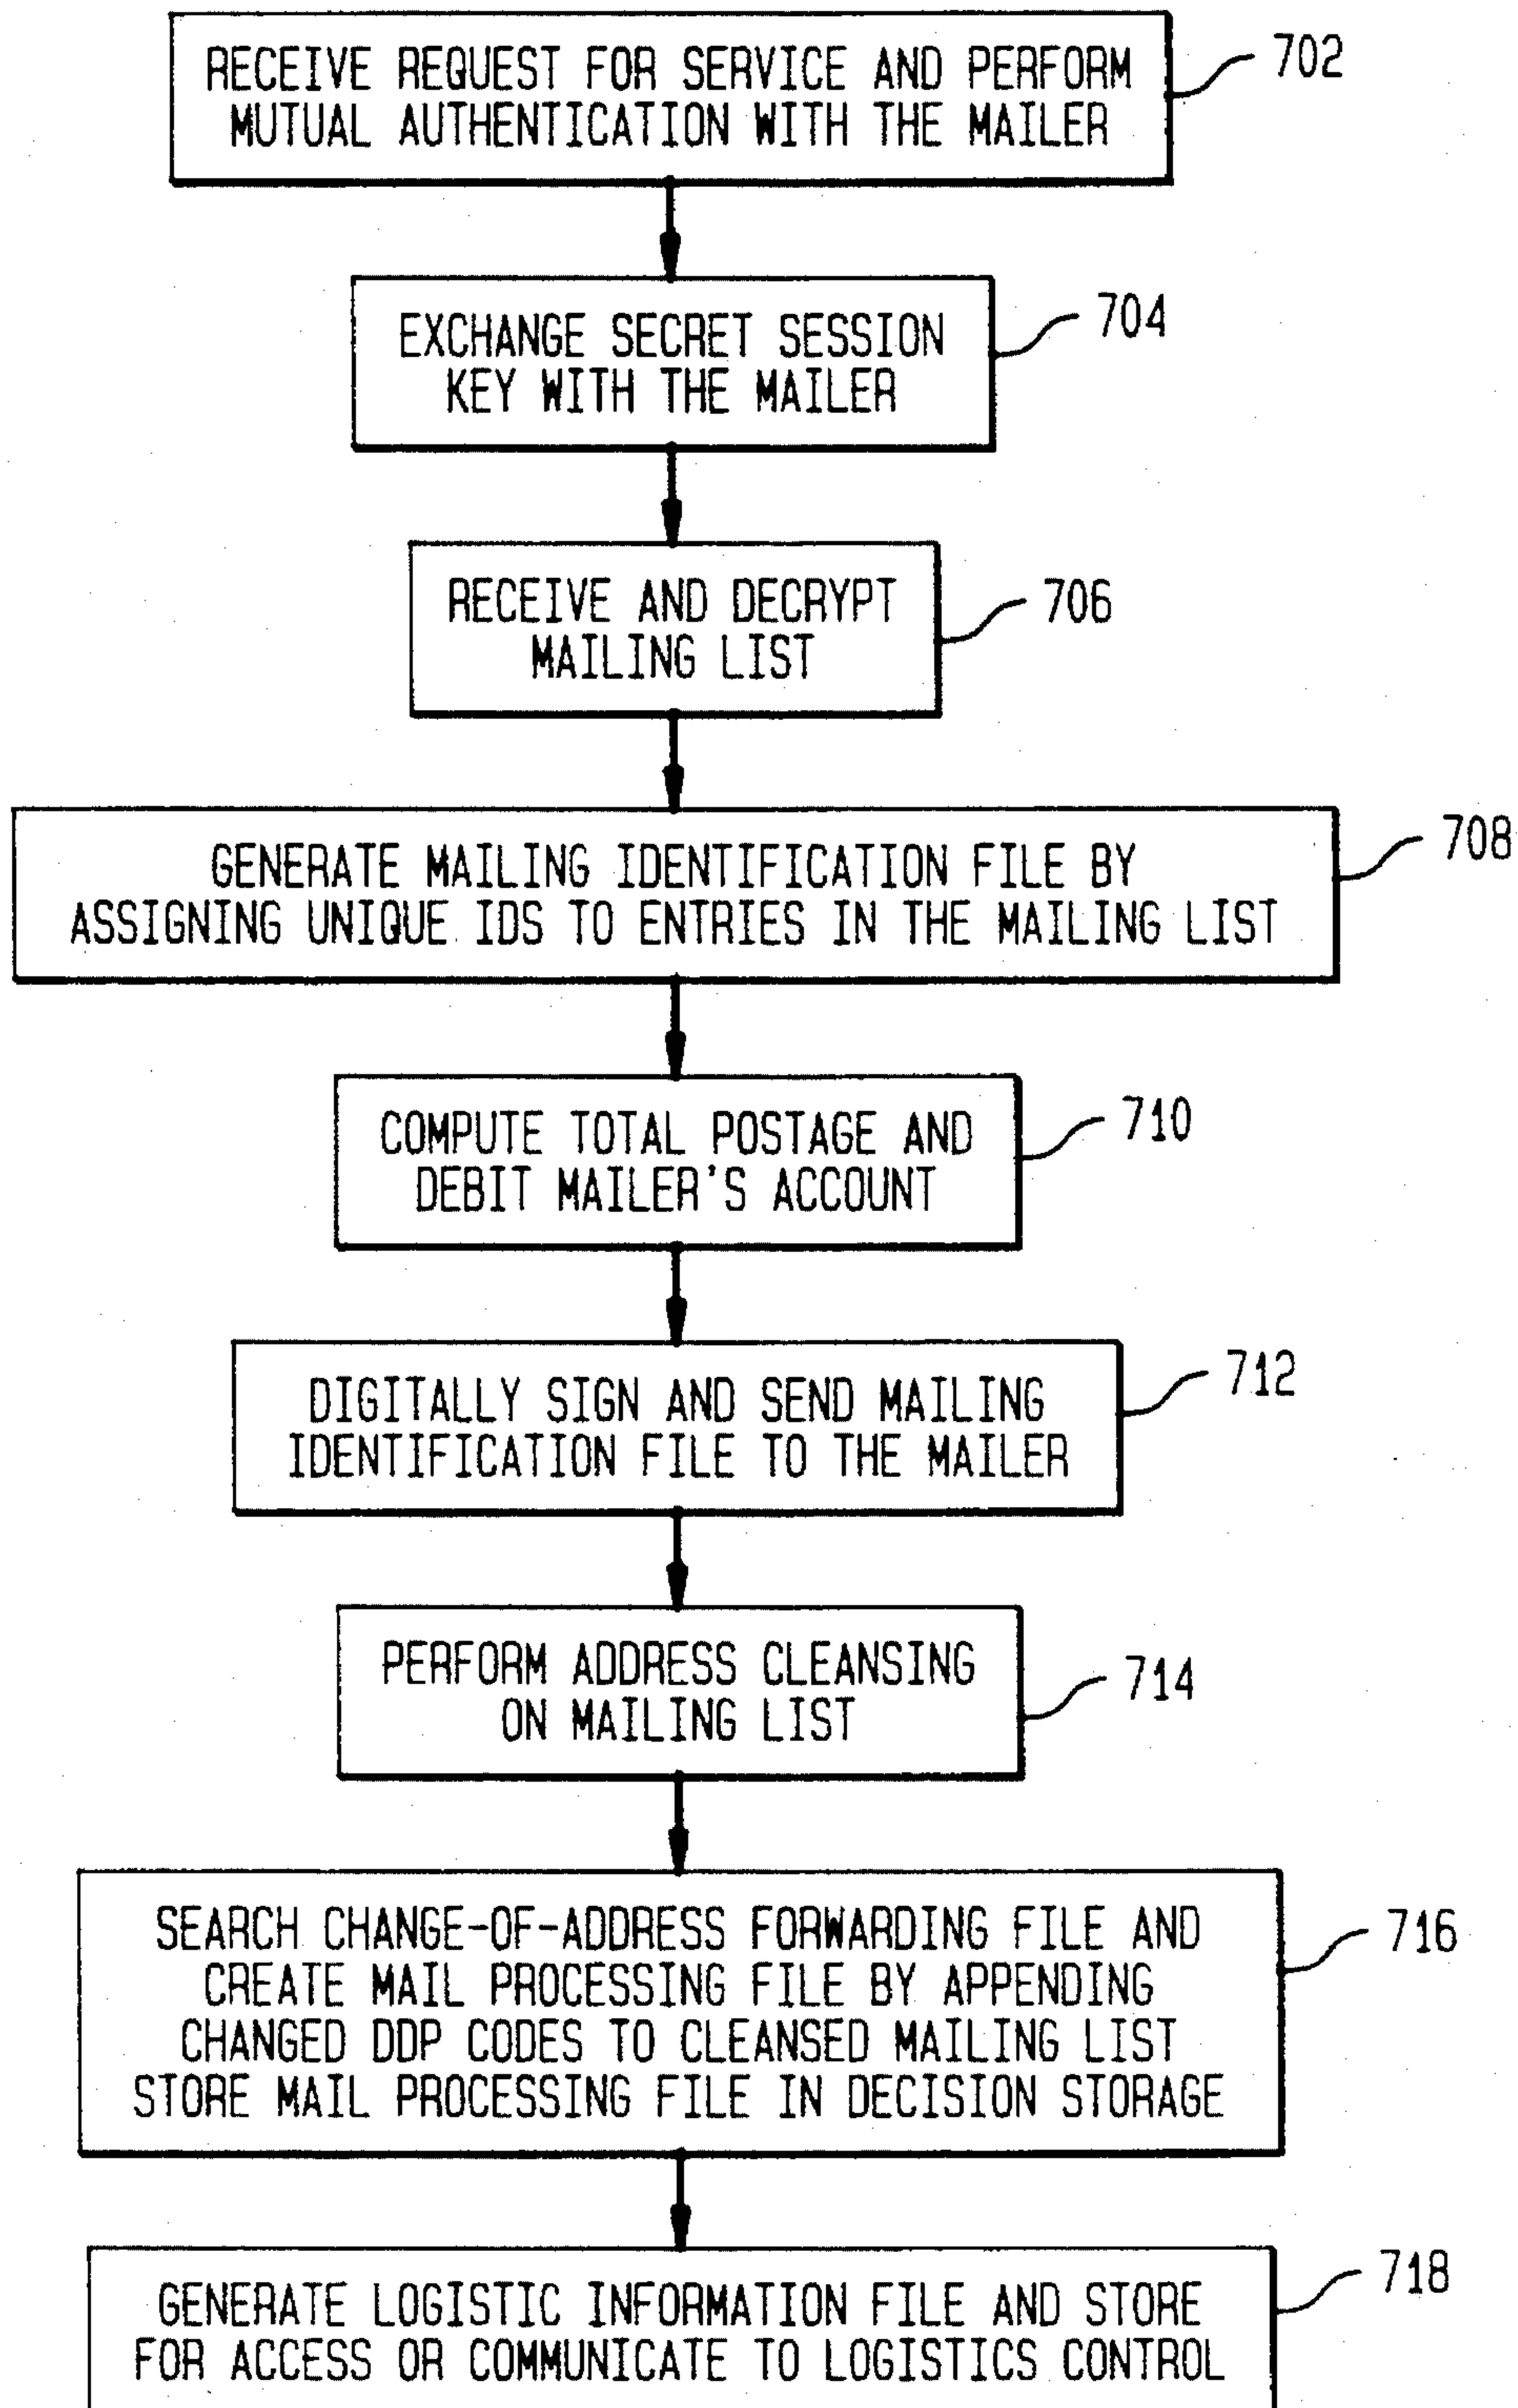 RECEIVE REQUEST FOR SERVICE AND PERFORM
MUTUAL AUTHENTICATION WITH THE MAILER
702
EXCHANGE SECRET SESSION
KEY WITH THE MAILER
704
RECEIVE AND DECRYPT
MAILING LIST
706
GENERATE MAILING IDENTIFICATION FILE BY
ASSIGNING UNIQUE IDS TO ENTRIES IN THE MAILING LIST
708
COMPUTE TOTAL POSTAGE AND
DEBIT MAILER'S ACCOUNT
710
DIGITALLY SIGN AND SEND MAILING
IDENTIFICATION FILE TO THE MAILER
712
PERFORM ADDRESS CLEANSING
ON MAILING LIST
714
SEARCH CHANGE-OF-ADDRESS FORWARDING FILE AND
CREATE MAIL PROCESSING FILE BY APPENDING
CHANGED DDP CODES TO CLEANSED MAILING LIST
STORE MAIL PROCESSING FILE IN DECISION STORAGE
716
GENERATE LOGISTIC INFORMATION FILE AND STORE
FOR ACCESS OR COMMUNICATE TO LOGISTICS CONTROL
718